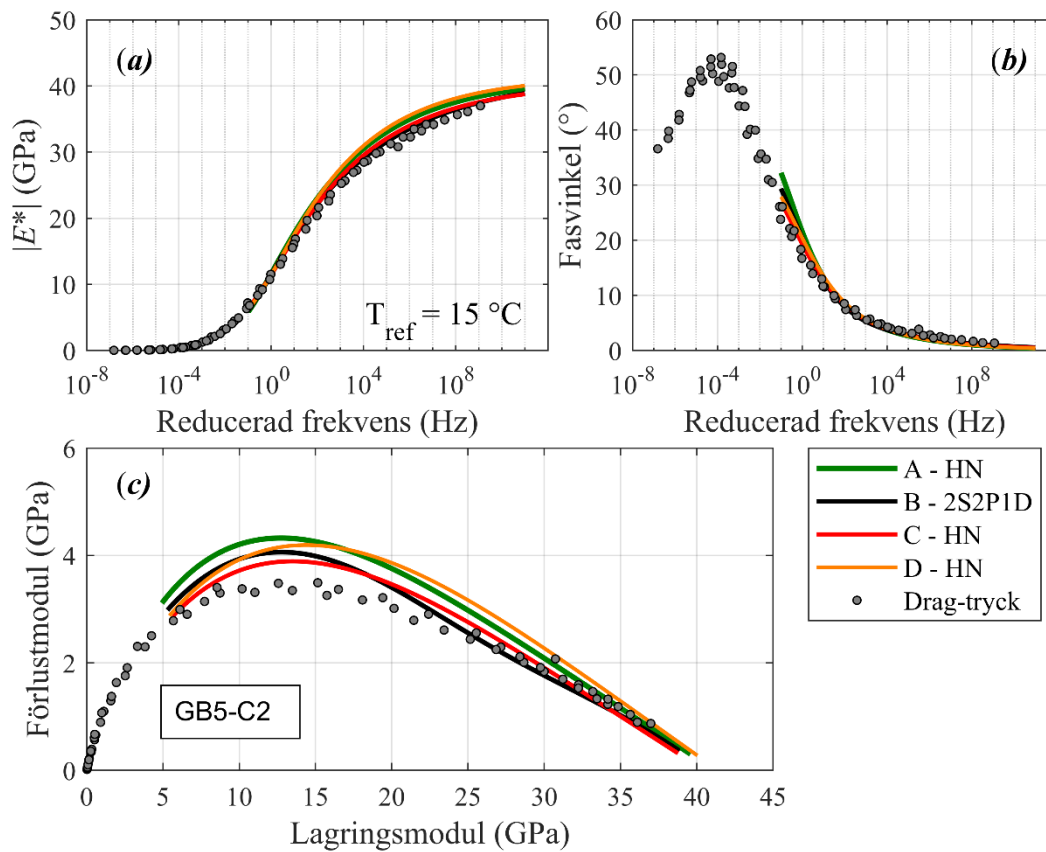 (a)
50
40
30
20
10
0
|E*| (GPa)
T_ref = 15 °C
10^-8 10^-4 10^0 10^4 10^8
Reducerad frekvens (Hz)
(b)
60
50
40
30
20
10
0
Fasvinkel (°)
10^-8 10^-4 10^0 10^4 10^8
Reducerad frekvens (Hz)
(c)
6
4
2
0
Förlustmodul (GPa)
GB5-C2
0 5 10 15 20 25 30 35 40 45
Lagringsmodul (GPa)
A - HN
B - 2S2P1D
C - HN
D - HN
Drag-tryck